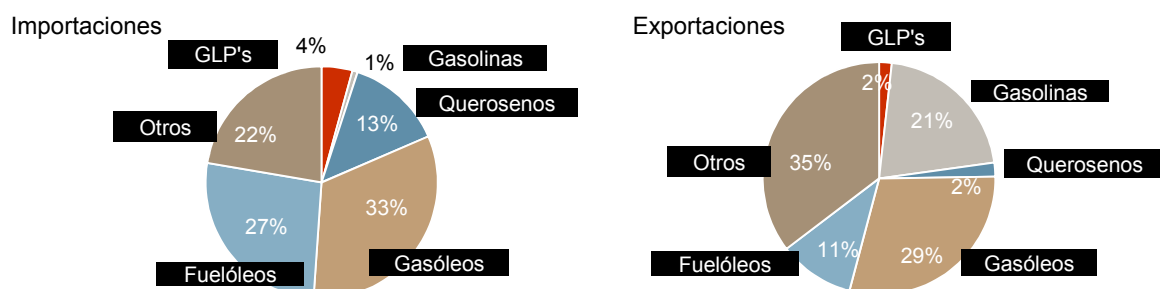 Importaciones
GLP's
4%
1%
Gasolinas
Querosenos
13%
Otros
22%
33%
27%
Gasóleos
Fuelóleos
Exportaciones
GLP's
2%
Gasolinas
21%
Otros
35%
Querosenos
2%
11%
29%
Fuelóleos
Gasóleos